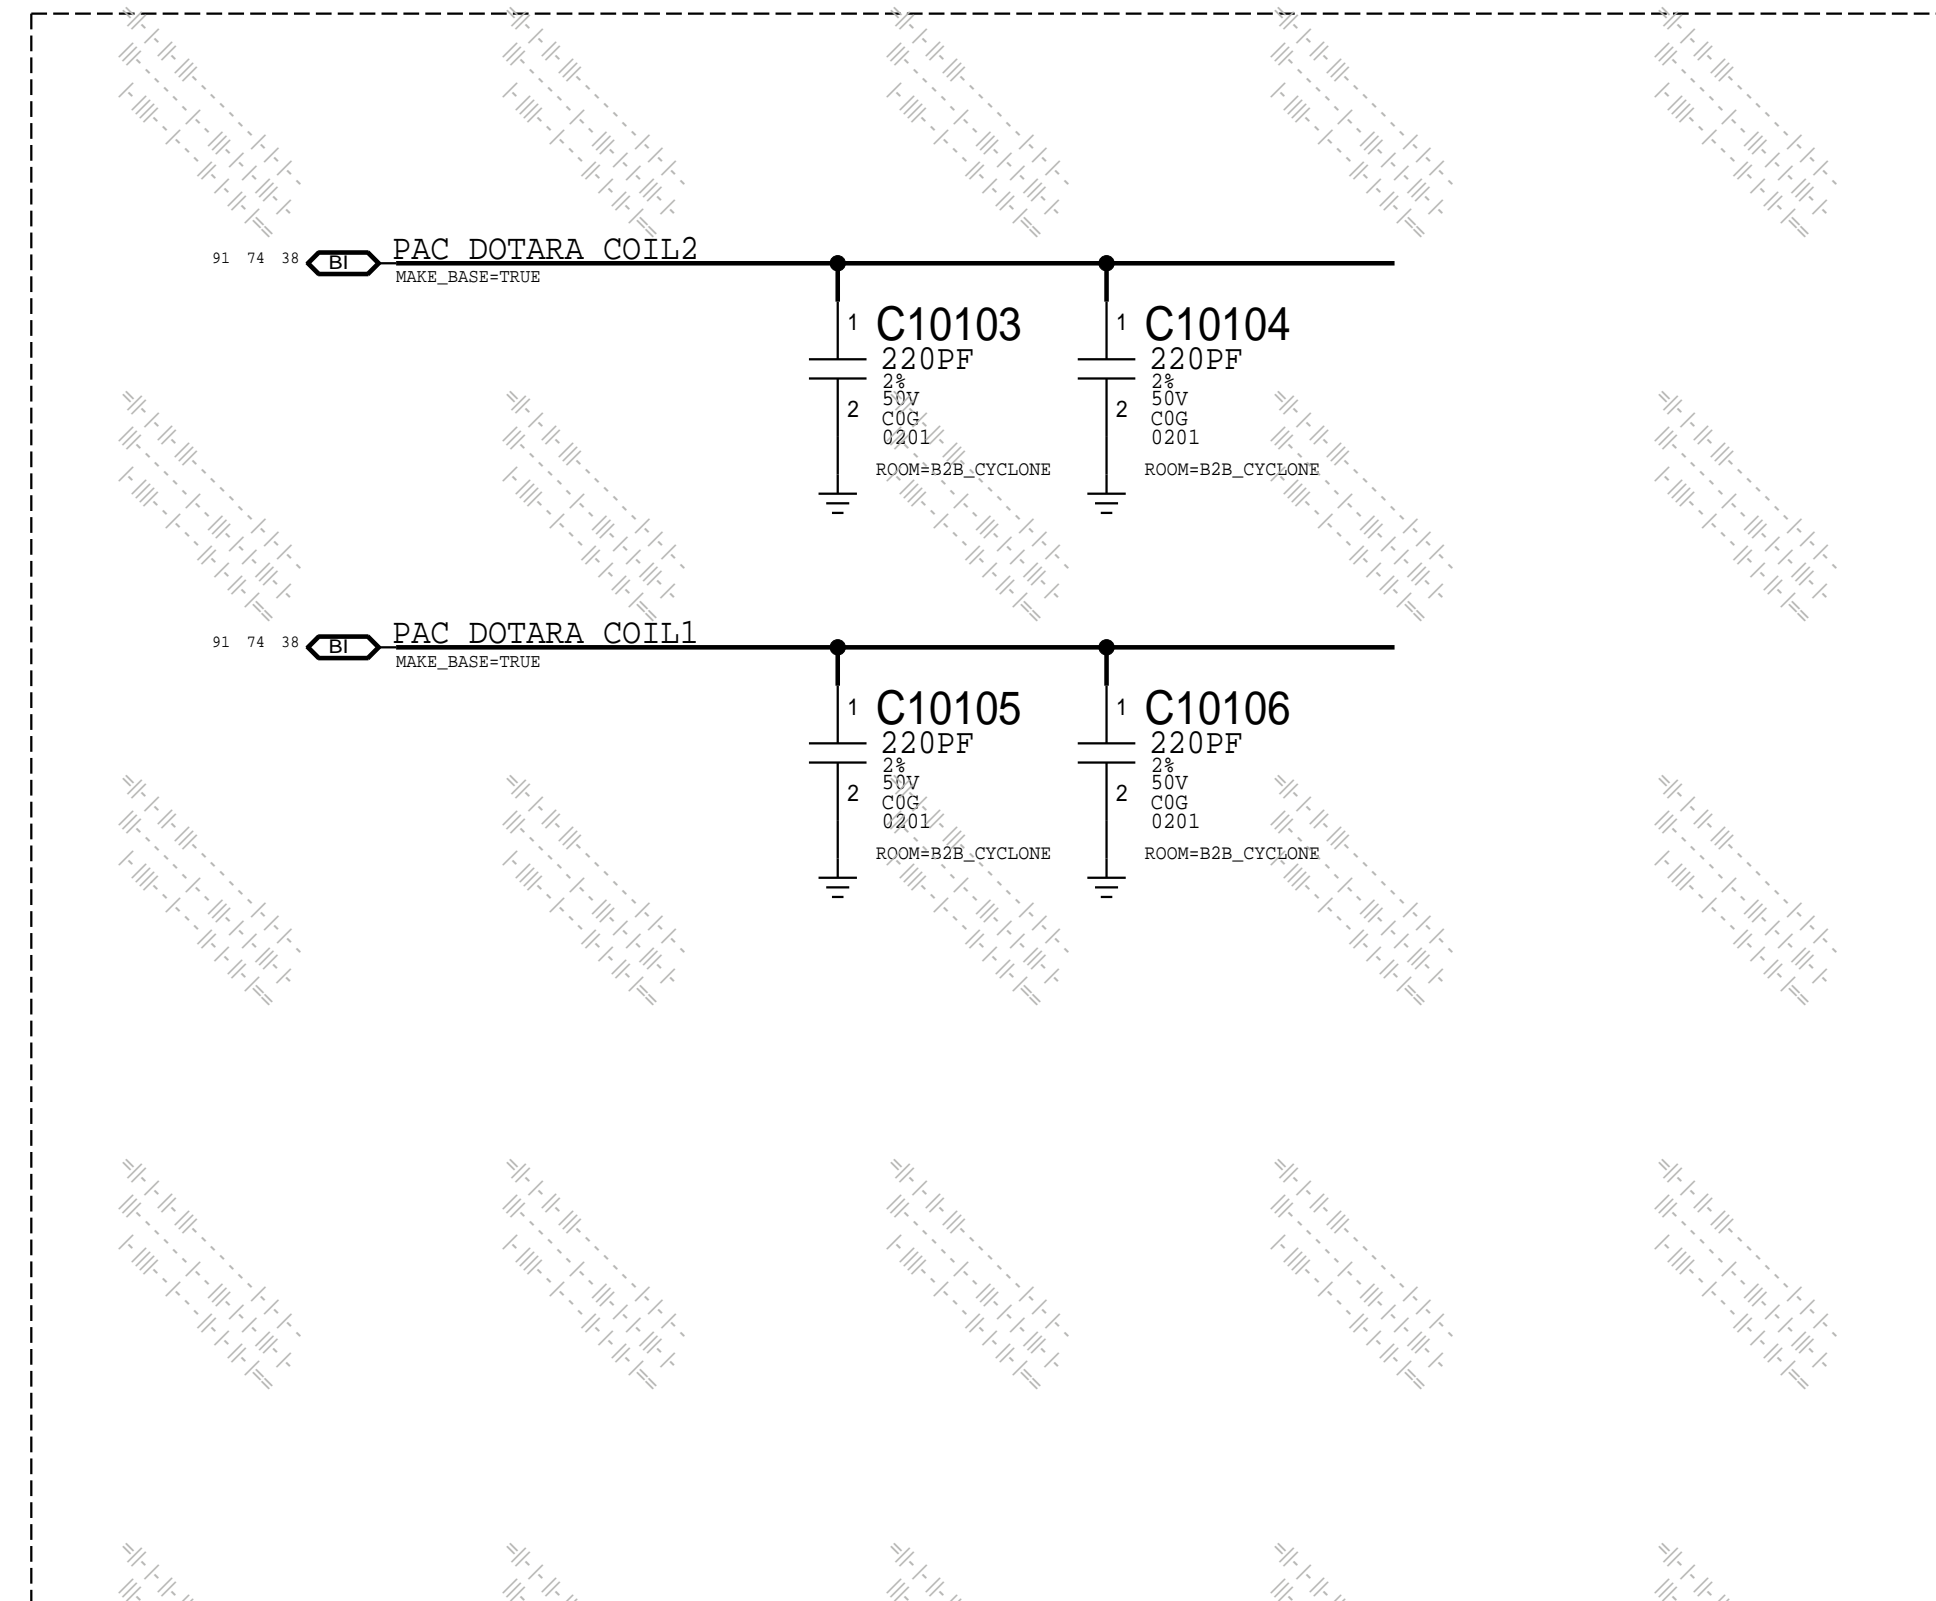 91 74 38 BI PAC DOTARA COIL2
MAKE_BASE=TRUE
1 C10103
220PF
2%
50V
2 C0G
0201
ROOM=B2B_CYCLONE
1 C10104
220PF
2%
50V
2 C0G
0201
ROOM=B2B_CYCLONE
91 74 38 BI PAC DOTARA COIL1
MAKE_BASE=TRUE
1 C10105
220PF
2%
50V
2 C0G
0201
ROOM=B2B_CYCLONE
1 C10106
220PF
2%
50V
2 C0G
0201
ROOM=B2B_CYCLONE